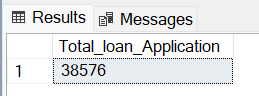 Results Messages
Total_loan_Application
1 38576